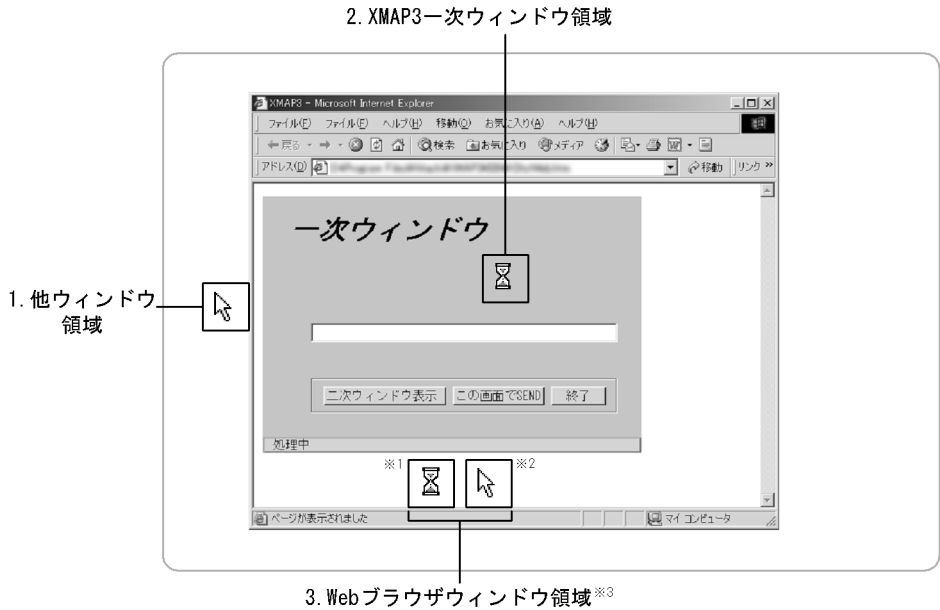 2.XMAP3一次ウィンドウ領域
XMAP3 - Microsoft Internet Explorer
ファイル(F) ファイル(F) ヘルプ(H) 移動(Q) お気に入り(A) ヘルプ(H)
戻る 検索 お気に入り メディア
アドレス(D) 移動 リンク »
一次ウィンドウ
1.他ウィンドウ
領域
二次ウィンドウ表示 この画面でSEND 終了
処理中
※1 ※2
ページが表示されました マイ コンピュータ
3.Webブラウザウィンドウ領域※3